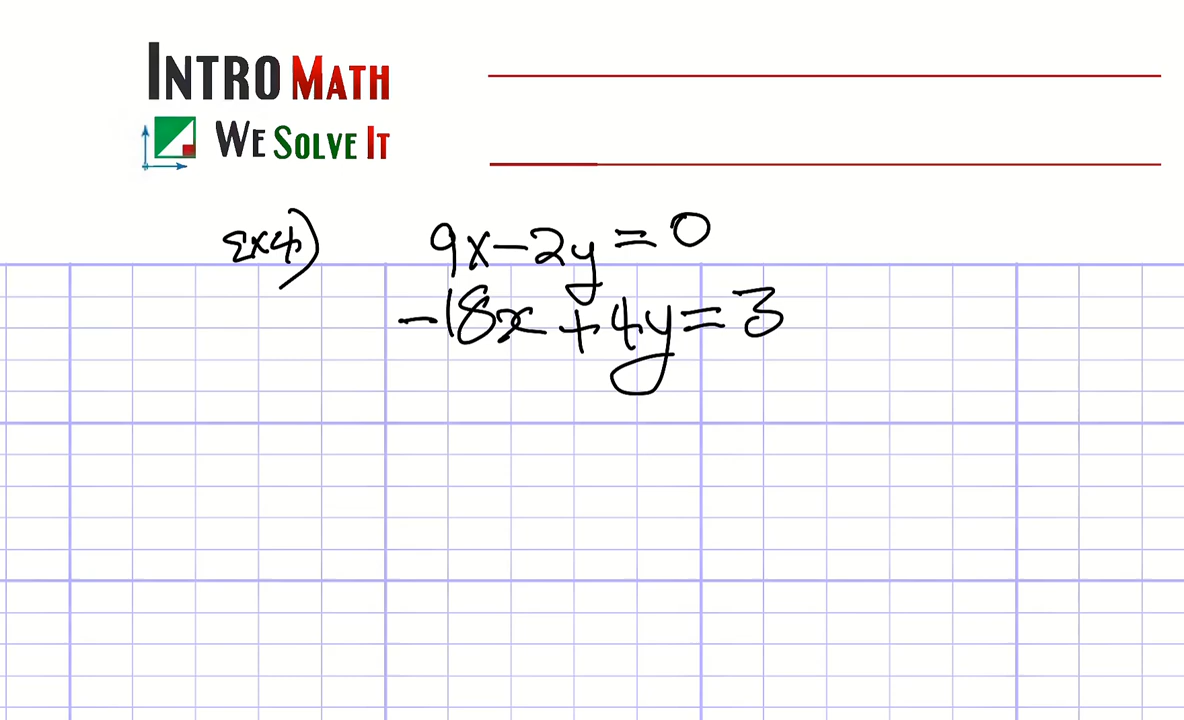 INTRO MATH
WE SOLVE IT
Ex4) 9x-2y=0
-18x+4y=3